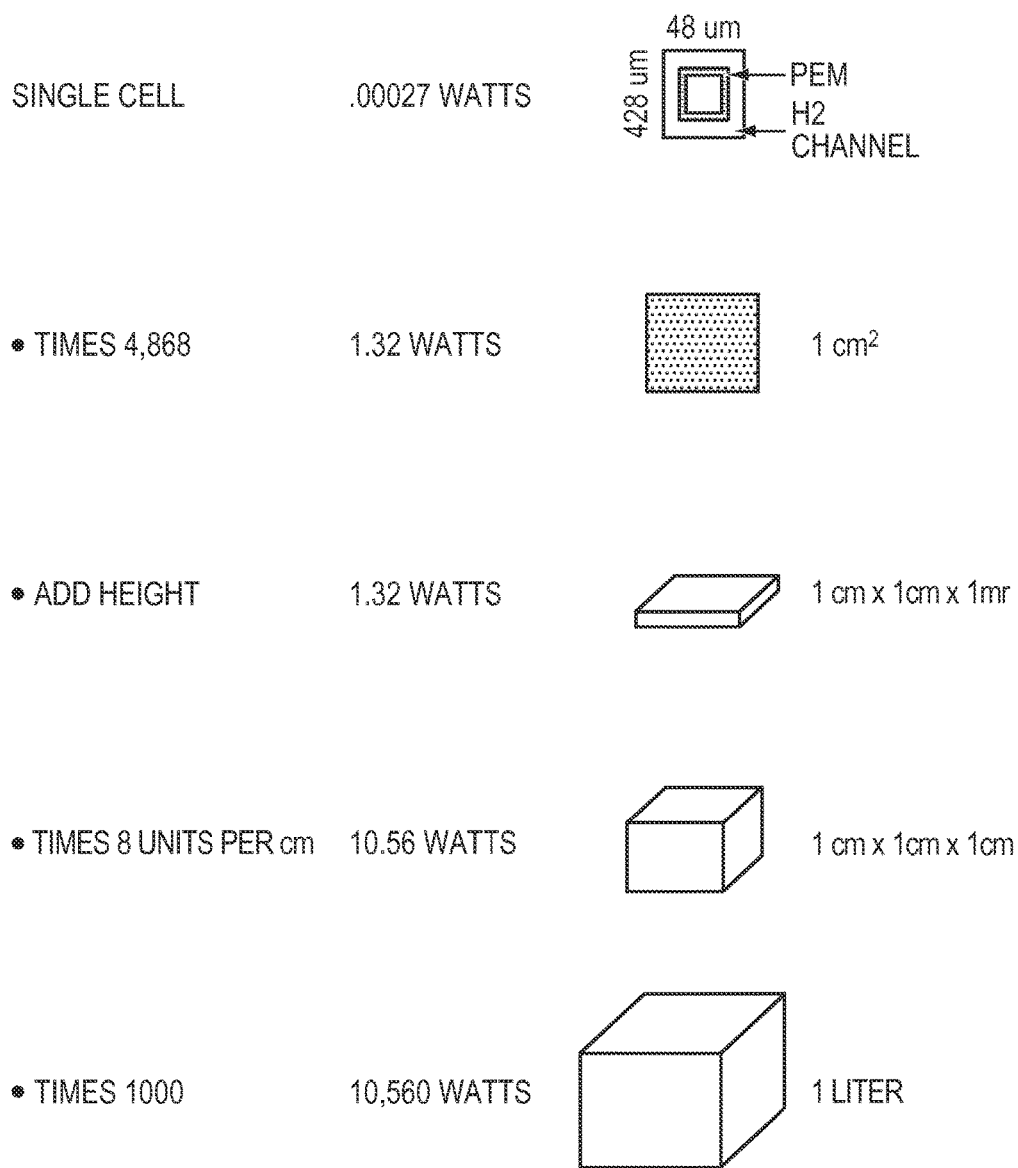 48 um
428 um
SINGLE CELL .00027 WATTS PEM
H2
CHANNEL
• TIMES 4,868 1.32 WATTS 1 cm²
• ADD HEIGHT 1.32 WATTS 1 cm x 1cm x 1mr
• TIMES 8 UNITS PER cm 10.56 WATTS 1 cm x 1cm x 1cm
• TIMES 1000 10,560 WATTS 1 LITER